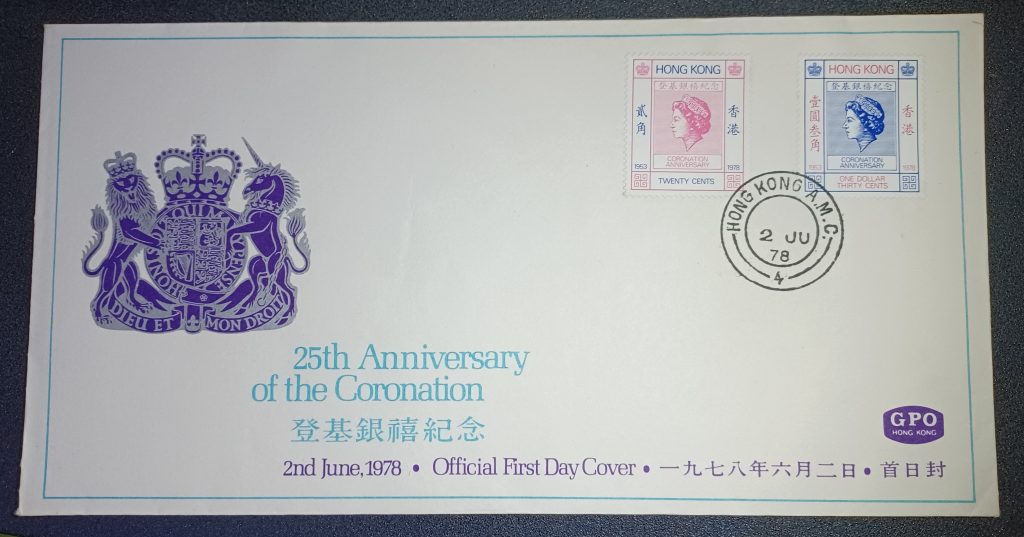 HONG KONG
登基銀禧紀念
貳角
香港
1953
1978
CORONATION
ANNIVERSARY
TWENTY CENTS
HONG KONG
登基銀禧紀念
壹圓叁角
香港
1953
1978
CORONATION
ANNIVERSARY
ONE DOLLAR
THIRTY CENTS
HONG KONG A.M.C.
2 JU
78
4
HONI QUI MAL PENSE
DIEU ET MON DROIT
25th Anniversary
of the Coronation
登基銀禧紀念
GPO
HONG KONG
2nd June, 1978 • Official First Day Cover • 一九七八年六月二日 • 首日封